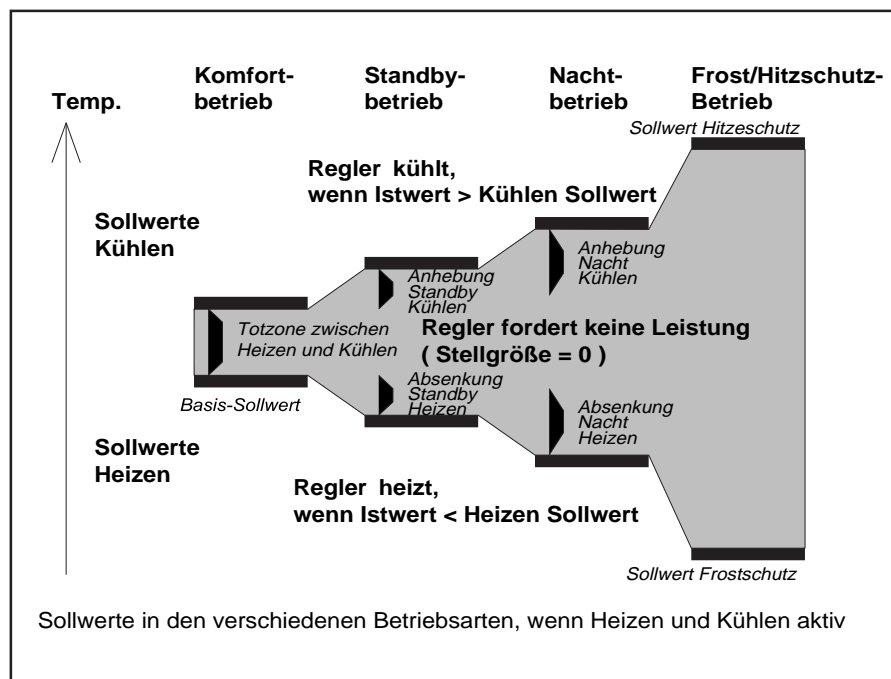 Komfort-
betrieb
Standby-
betrieb
Nacht-
betrieb
Frost/Hitzschutz-
Betrieb
Temp.
Sollwert Hitzeschutz
Regler kühlt,
wenn Istwert > Kühlen Sollwert
Sollwerte
Kühlen
Anhebung
Standby
Kühlen
Anhebung
Nacht
Kühlen
Totzone zwischen
Heizen und Kühlen
Regler fordert keine Leistung
( Stellgröße = 0 )
Basis-Sollwert
Absenkung
Standby
Heizen
Absenkung
Nacht
Heizen
Sollwerte
Heizen
Regler heizt,
wenn Istwert < Heizen Sollwert
Sollwert Frostschutz
Sollwerte in den verschiedenen Betriebsarten, wenn Heizen und Kühlen aktiv